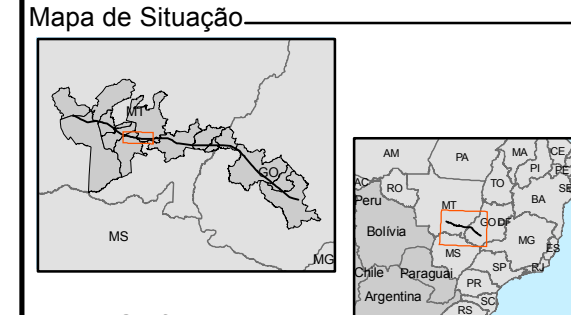 Mapa de Situação
MT
GO
MS
MG
AM
PA
MA
CE
AC
RO
TO
PI
PE
SE
Peru
MT
BA
Bolívia
GO
DF
MG
ES
MS
SP
RJ
Chile
Paraguai
PR
Argentina
SC
RS